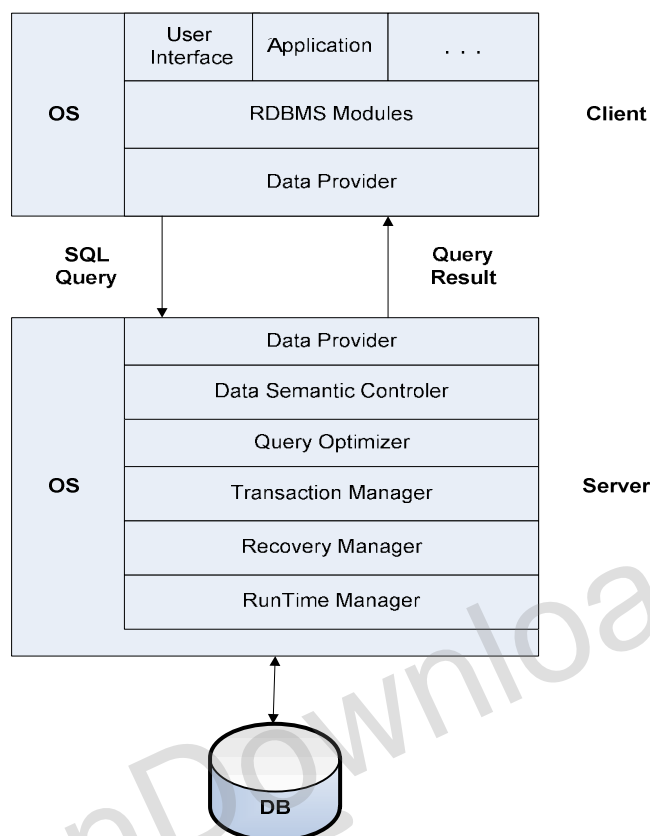 User
Interface
Application
. . .
OS
RDBMS Modules
Client
Data Provider
SQL
Query
Query
Result
Data Provider
Data Semantic Controler
Query Optimizer
OS
Transaction Manager
Server
Recovery Manager
RunTime Manager
DB
nDownloa